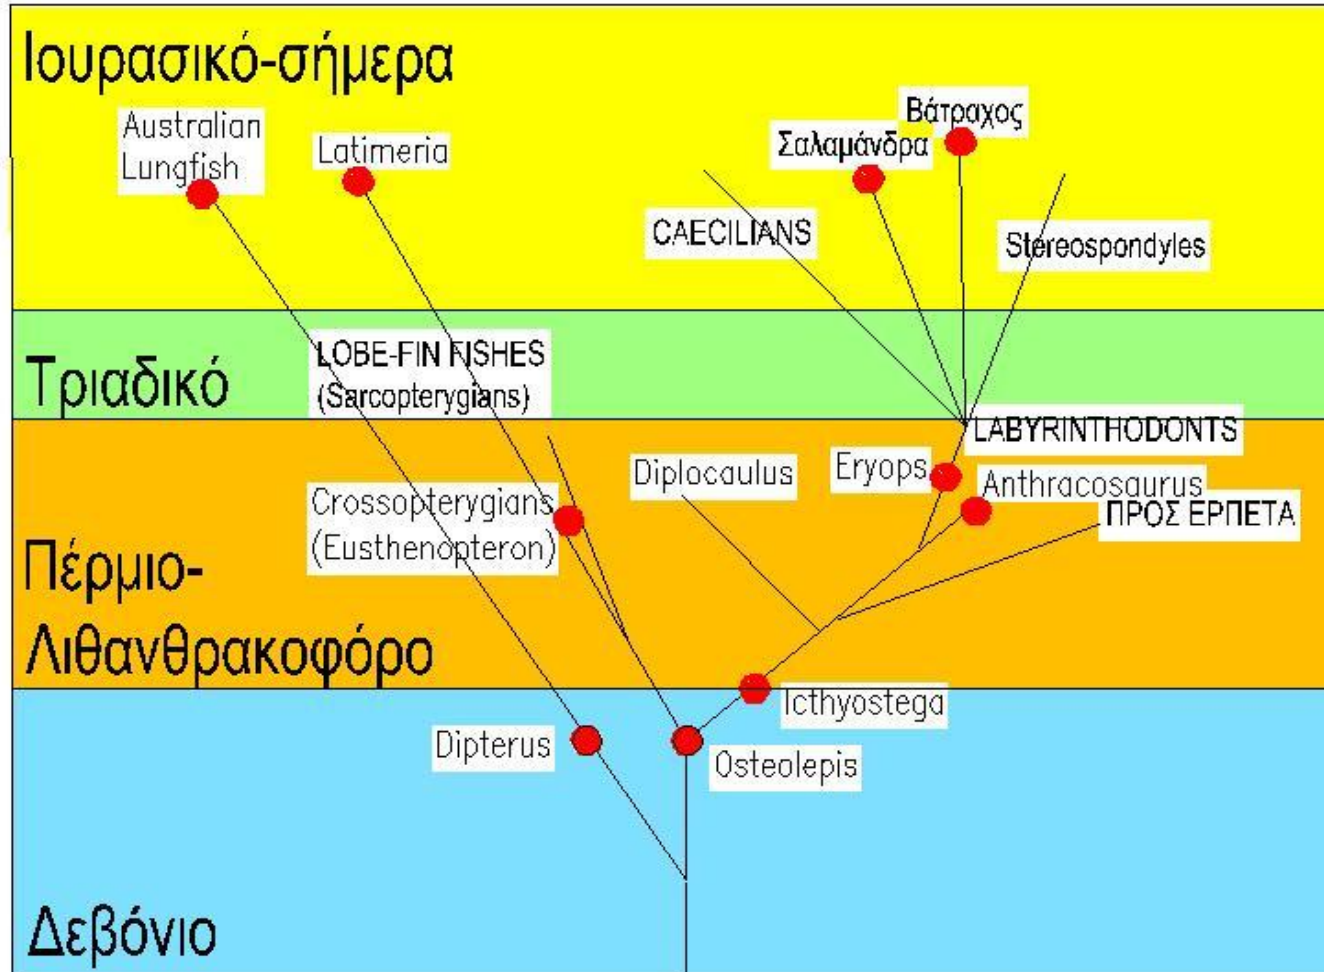 Ιουρασικό-σήμερα
Australian
Lungfish
Latimeria
Βάτραχος
Σαλαμάνδρα
CAECILIANS
Stereospondyles
Τριαδικό
LOBE-FIN FISHES
(Sarcopterygians)
LABYRINTHODONTS
Eryops
Diplocaulus
Anthracosaurus
Crossopterygians
(Eusthenopteron)
ΠΡΟΣ ΕΡΠΕΤΑ
Πέρμιο-
Λιθανθρακοφόρο
Icthyostega
Dipterus
Osteolepis
Δεβόνιο